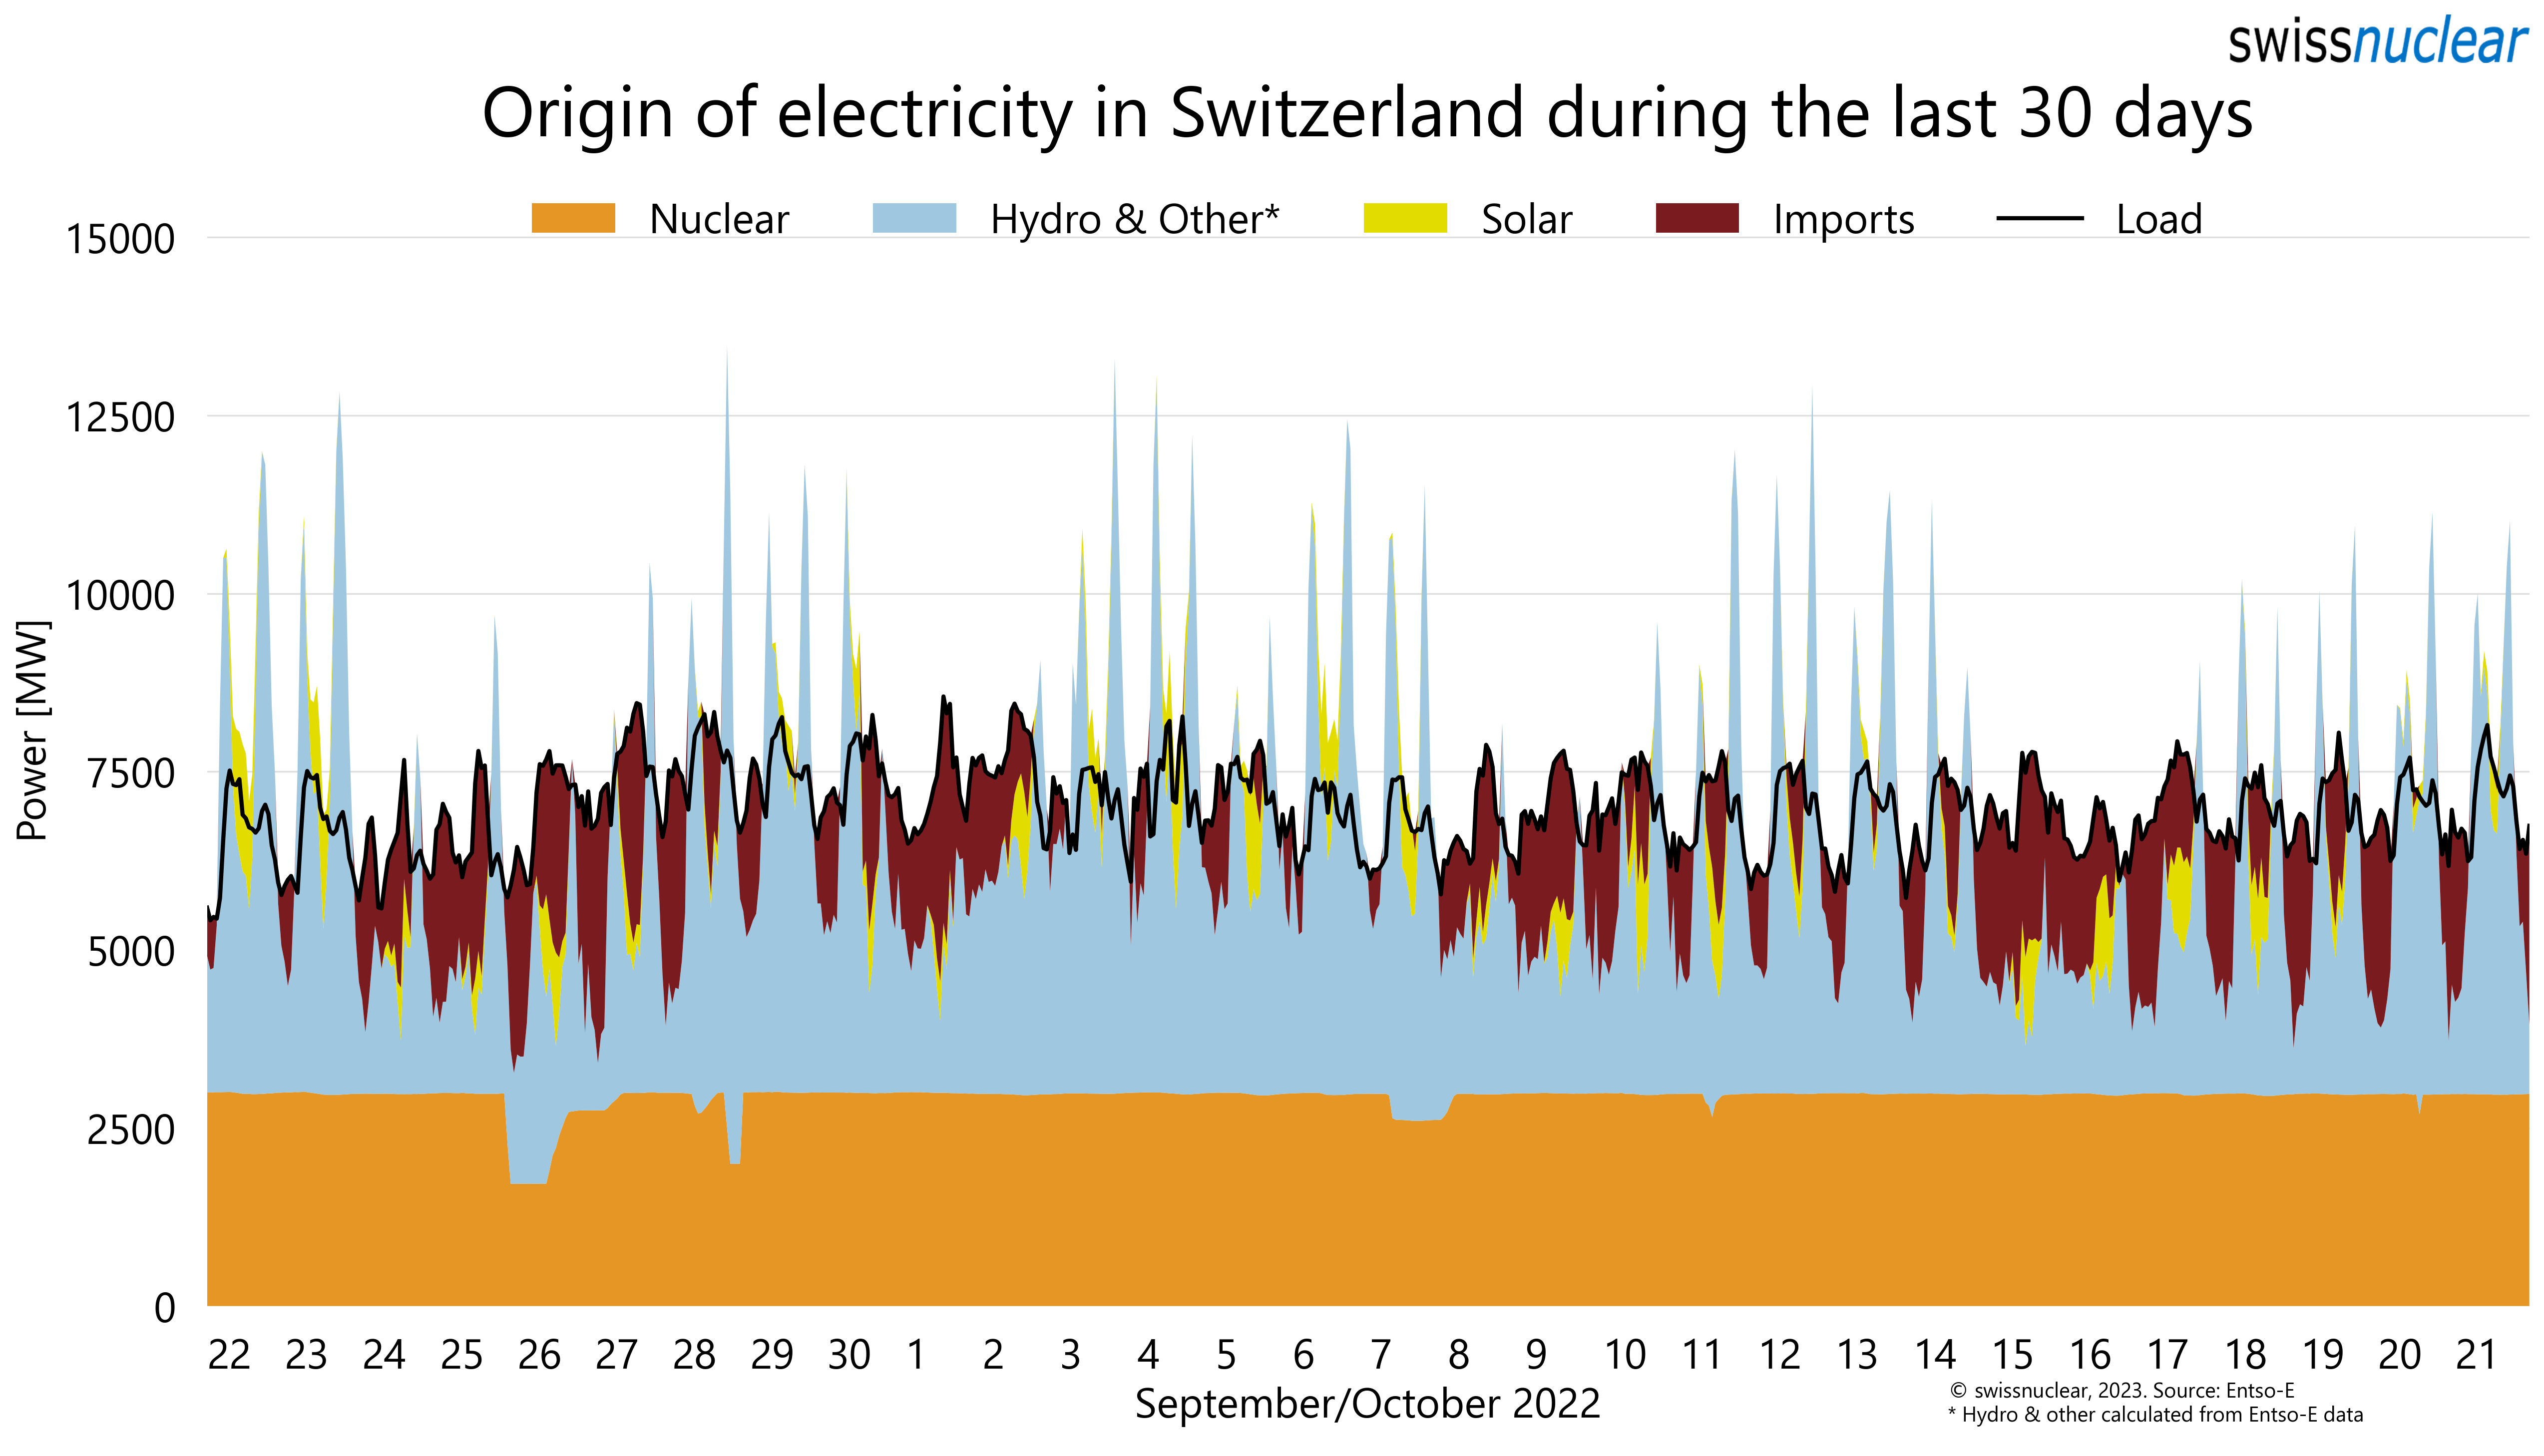 swissnuclear
Origin of electricity in Switzerland during the last 30 days
Nuclear Hydro & Other* Solar Imports Load
15000
12500
10000
7500
5000
2500
0
Power [MW]
22 23 24 25 26 27 28 29 30 1 2 3 4 5 6 7 8 9 10 11 12 13 14 15 16 17 18 19 20 21
September/October 2022
© swissnuclear, 2023. Source: Entso-E
* Hydro & other calculated from Entso-E data